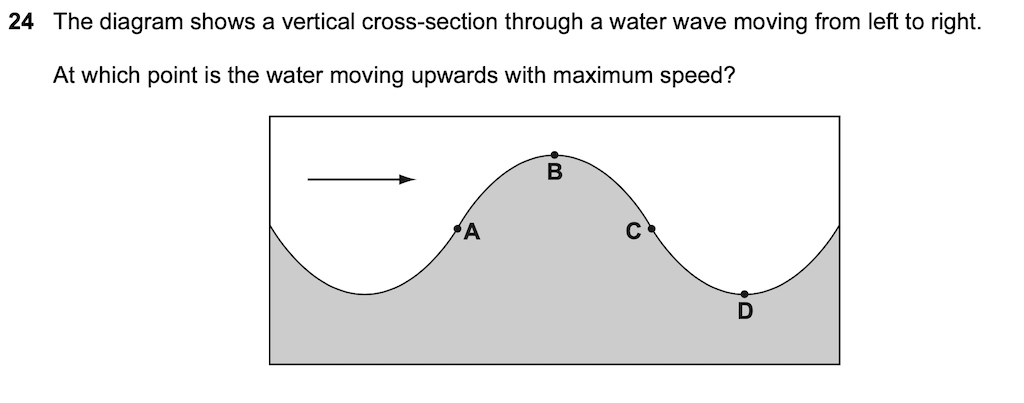 24 The diagram shows a vertical cross-section through a water wave moving from left to right.
At which point is the water moving upwards with maximum speed?
B
A
C
D